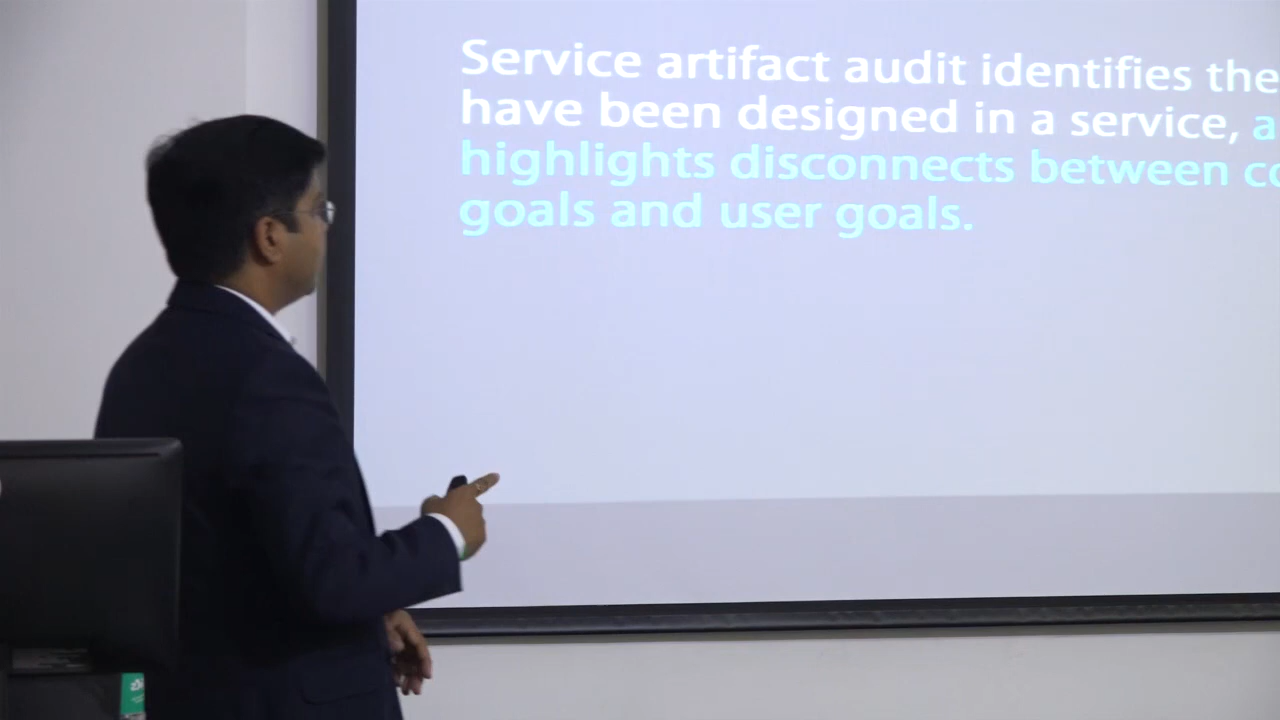 Service artifact audit identifies the
have been designed in a service,
highlights disconnects between
goals and user goals.